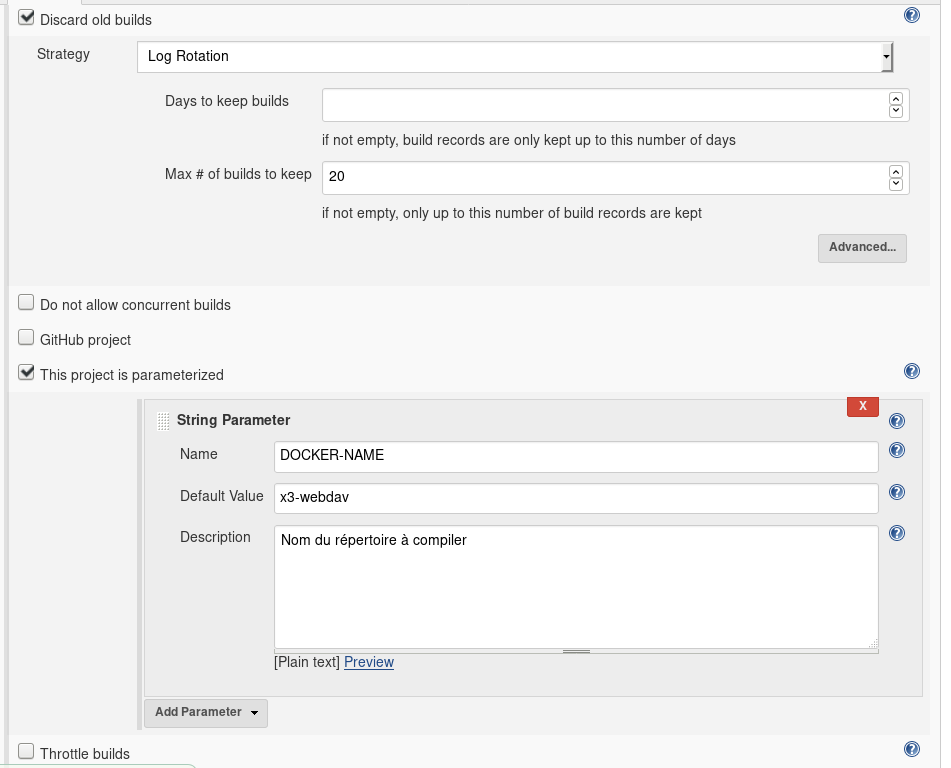 Discard old builds
Strategy
Log Rotation
Days to keep builds
if not empty, build records are only kept up to this number of days
Max # of builds to keep
20
if not empty, only up to this number of build records are kept
Advanced...
Do not allow concurrent builds
GitHub project
This project is parameterized
X
String Parameter
Name
DOCKER-NAME
Default Value
x3-webdav
Description
Nom du répertoire à compiler
[Plain text] Preview
Add Parameter
Throttle builds